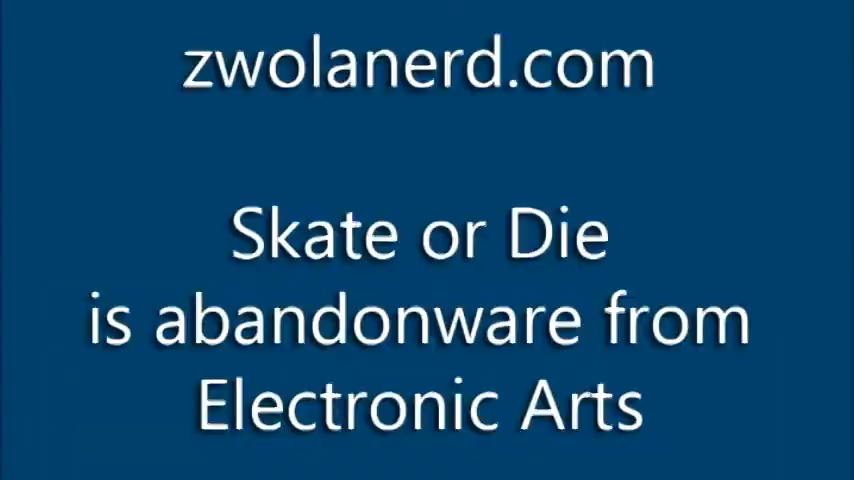 zwolanerd.com
Skate or Die
is abandonware from
Electronic Arts